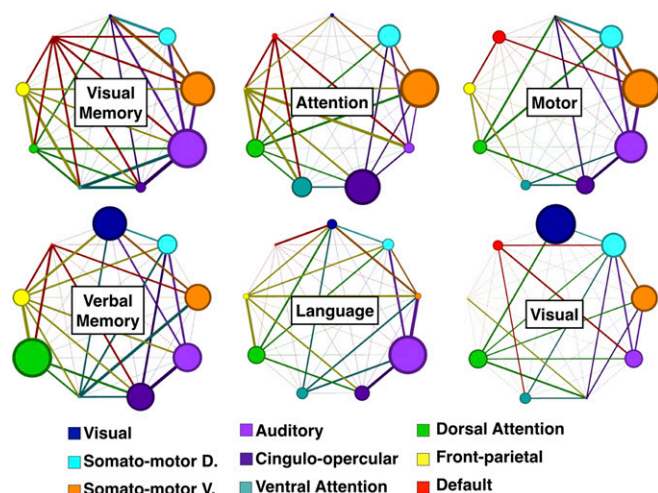 Visual
Memory
Attention
Motor
Verbal
Memory
Language
Visual
Visual
Auditory
Dorsal Attention
Somato-motor D.
Cingulo-opercular
Front-parietal
Somato-motor V.
Ventral Attention
Default